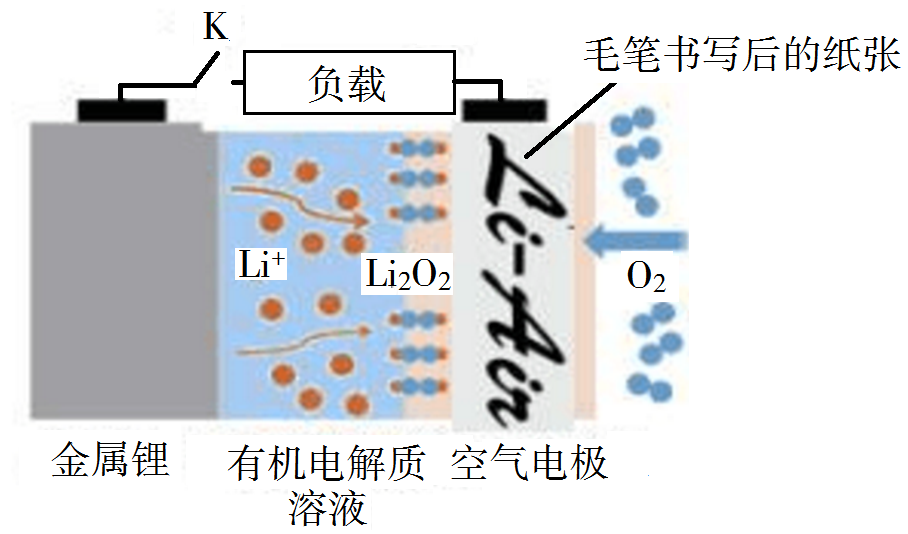 K
负载
毛笔书写后的纸张
Li-Air
Li⁺
Li₂O₂
O₂
金属锂
有机电解质
溶液
空气电极